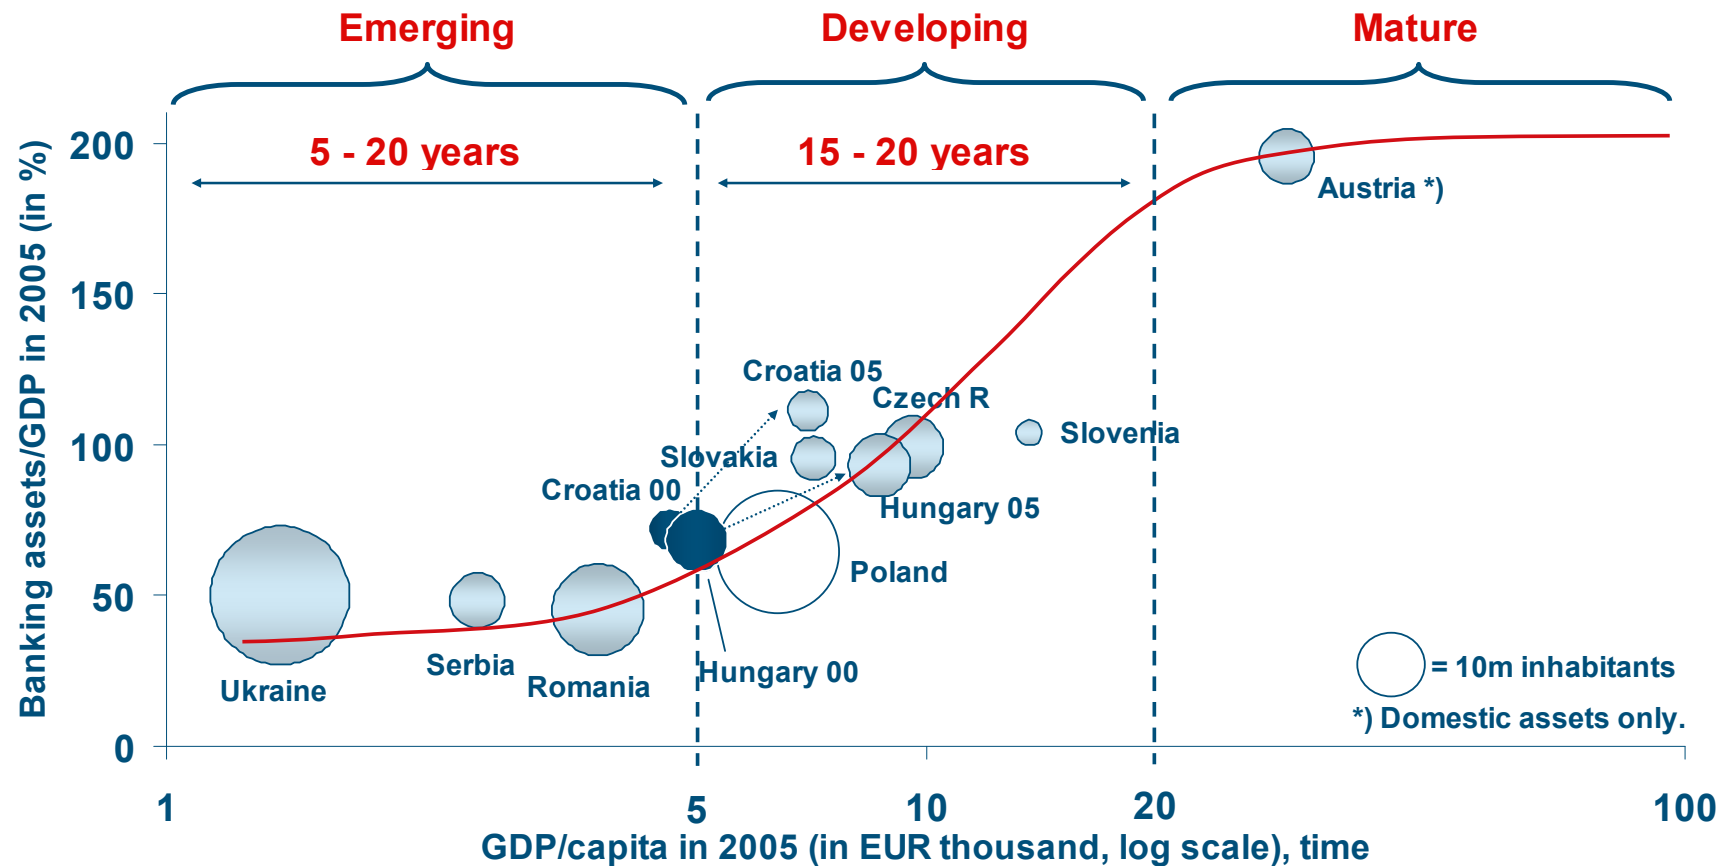 Emerging
Developing
Mature
5 - 20 years
15 - 20 years
Banking assets/GDP in 2005 (in %)
200
150
100
50
0
Austria *)
Croatia 05
Czech R
Slovenia
Slovakia
Croatia 00
Hungary 05
Poland
Serbia
Romania
Hungary 00
Ukraine
= 10m inhabitants
*) Domestic assets only.
1
5
10
20
100
GDP/capita in 2005 (in EUR thousand, log scale), time